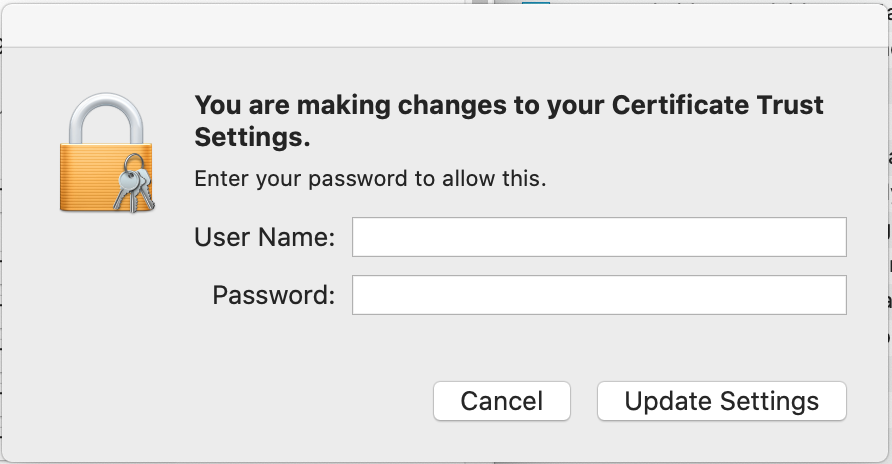 You are making changes to your Certificate Trust
Settings.
Enter your password to allow this.
User Name:
Password:
Cancel
Update Settings